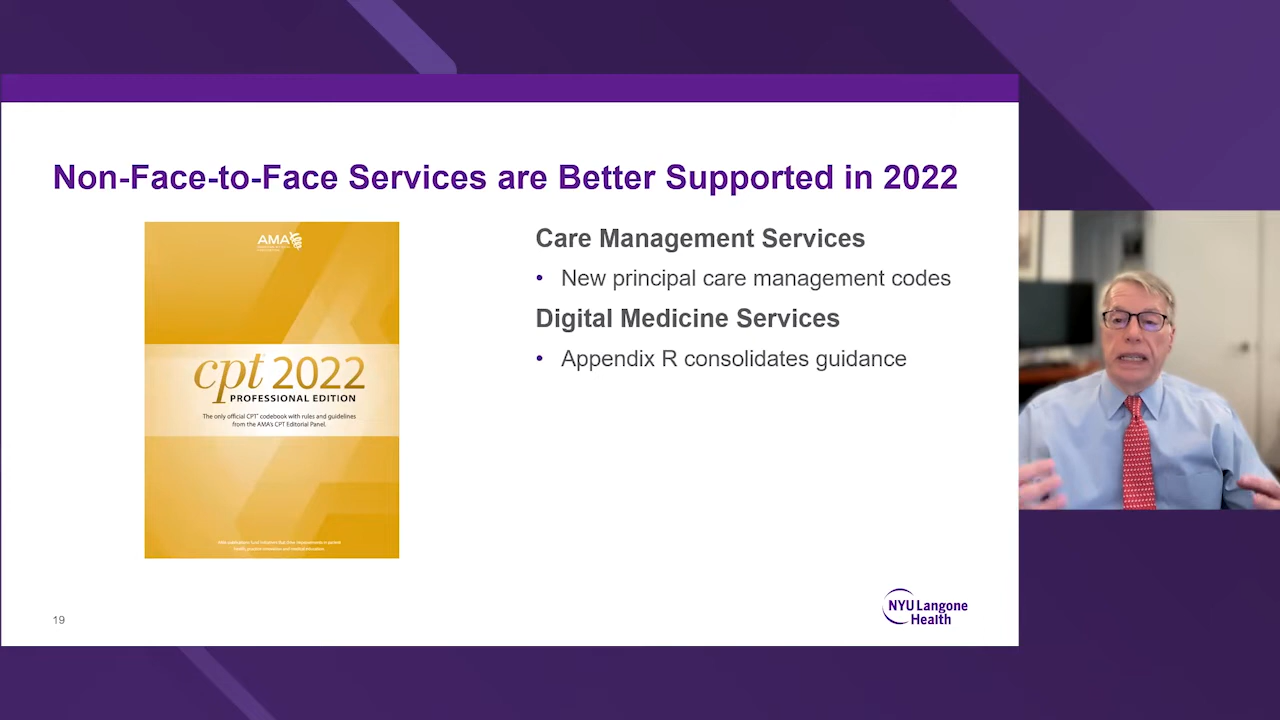 Non-Face-to-Face Services are Better Supported in 2022
AMA
cpt 2022
PROFESSIONAL EDITION
The only official CPT® codebook with rules and guidelines
from the AMA's CPT Editorial Panel.
Care Management Services
• New principal care management codes
Digital Medicine Services
• Appendix R consolidates guidance
19
NYU Langone
Health